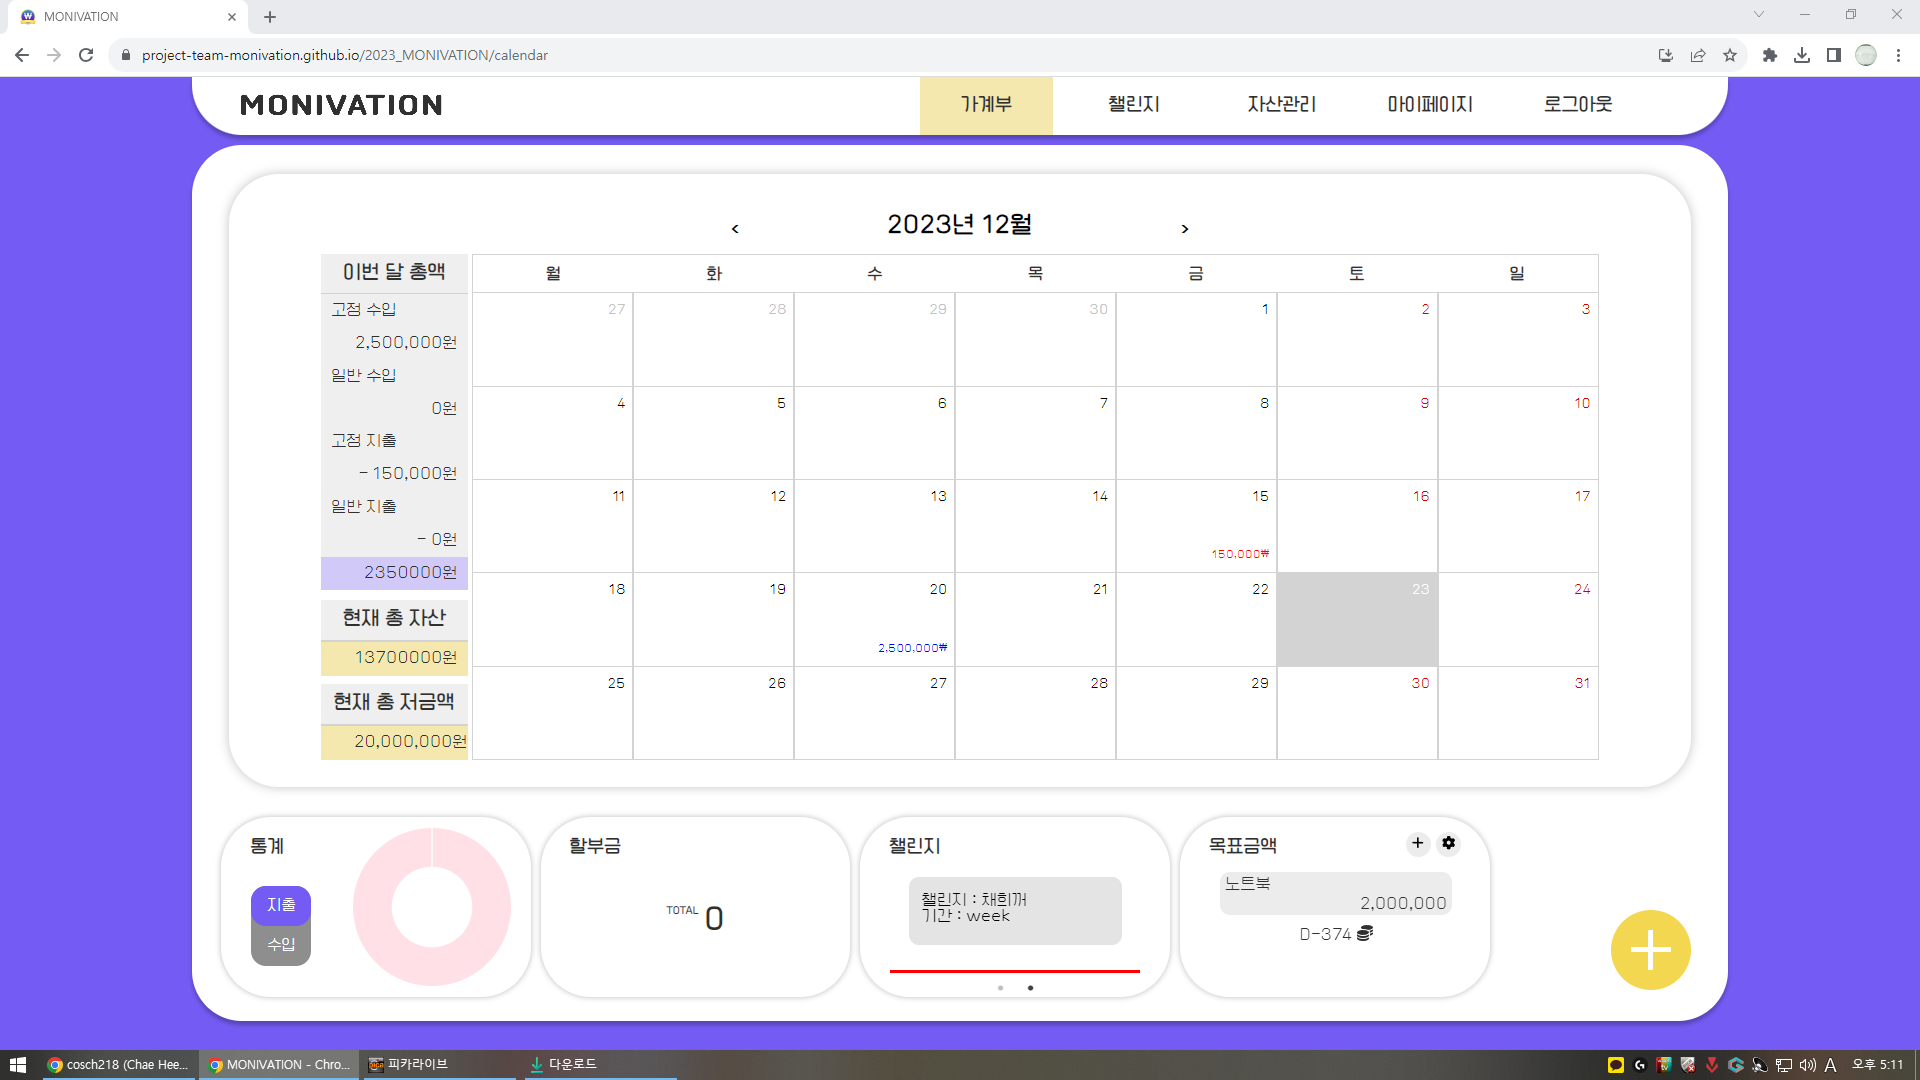 MONIVATION
project-team-monivation.github.io/2023_MONIVATION/calendar
MONIVATION
가계부 챌린지 자산관리 마이페이지 로그아웃
< 2023년 12월 >
이번 달 총액
고정 수입
2,500,000원
일반 수입
0원
고정 지출
- 150,000원
일반 지출
- 0원
2350000원
현재 총 자산
13700000원
현재 총 저금액
20,000,000원
월 화 수 목 금 토 일
27 28 29 30 1 2 3
4 5 6 7 8 9 10
11 12 13 14 15 16 17
150,000₩
18 19 20 21 22 23 24
2,500,000₩
25 26 27 28 29 30 31
통계
지출
수입
할부금
TOTAL 0
챌린지
챌린지 : 채희꺼
기간 : week
목표금액
노트북
2,000,000
D-374
cosch218 (Chae Hee... MONIVATION - Chro... 피카라이브 다운로드
A 오후 5:11